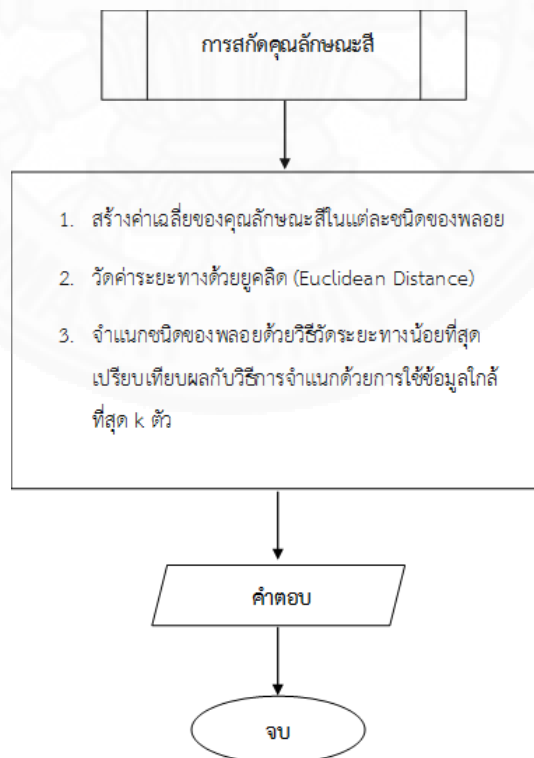 การสกัดคุณลักษณะสี
1. สร้างค่าเฉลี่ยของคุณลักษณะสีในแต่ละชนิดของพลอย
2. วัดค่าระยะทางด้วยยูคลิด (Euclidean Distance)
3. จำแนกชนิดของพลอยด้วยวิธีวัดระยะทางน้อยที่สุด
เปรียบเทียบผลกับวิธีการจำแนกด้วยการใช้ข้อมูลใกล้
ที่สุด k ตัว
คำตอบ
จบ